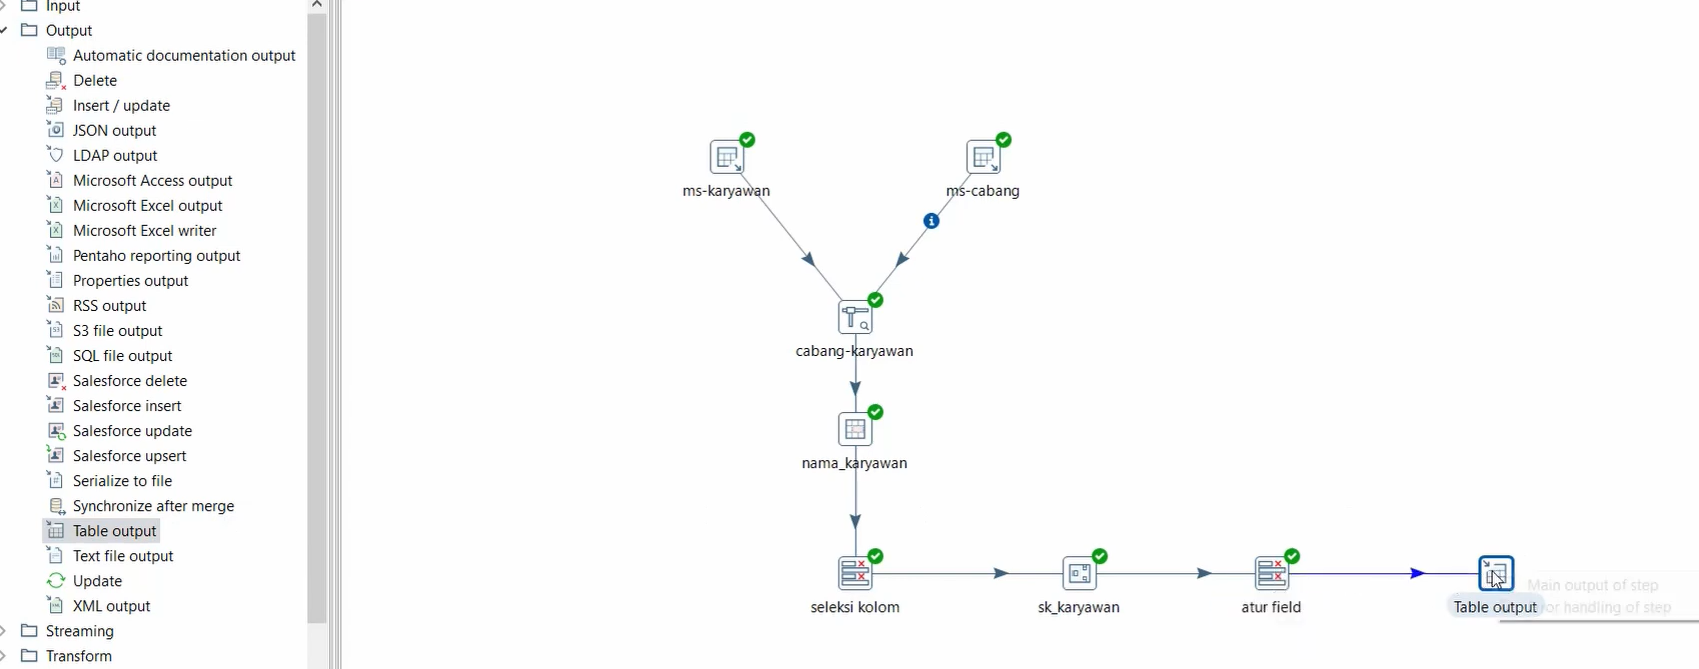 Input
Output
Automatic documentation output
Delete
Insert / update
JSON output
LDAP output
Microsoft Access output
Microsoft Excel output
Microsoft Excel writer
Pentaho reporting output
Properties output
RSS output
S3 file output
SQL file output
Salesforce delete
Salesforce insert
Salesforce update
Salesforce upsert
Serialize to file
Synchronize after merge
Table output
Text file output
Update
XML output
Streaming
Transform
ms-karyawan
ms-cabang
cabang-karyawan
nama_karyawan
seleksi kolom
sk_karyawan
atur field
Table output
Main output of step
handling of step